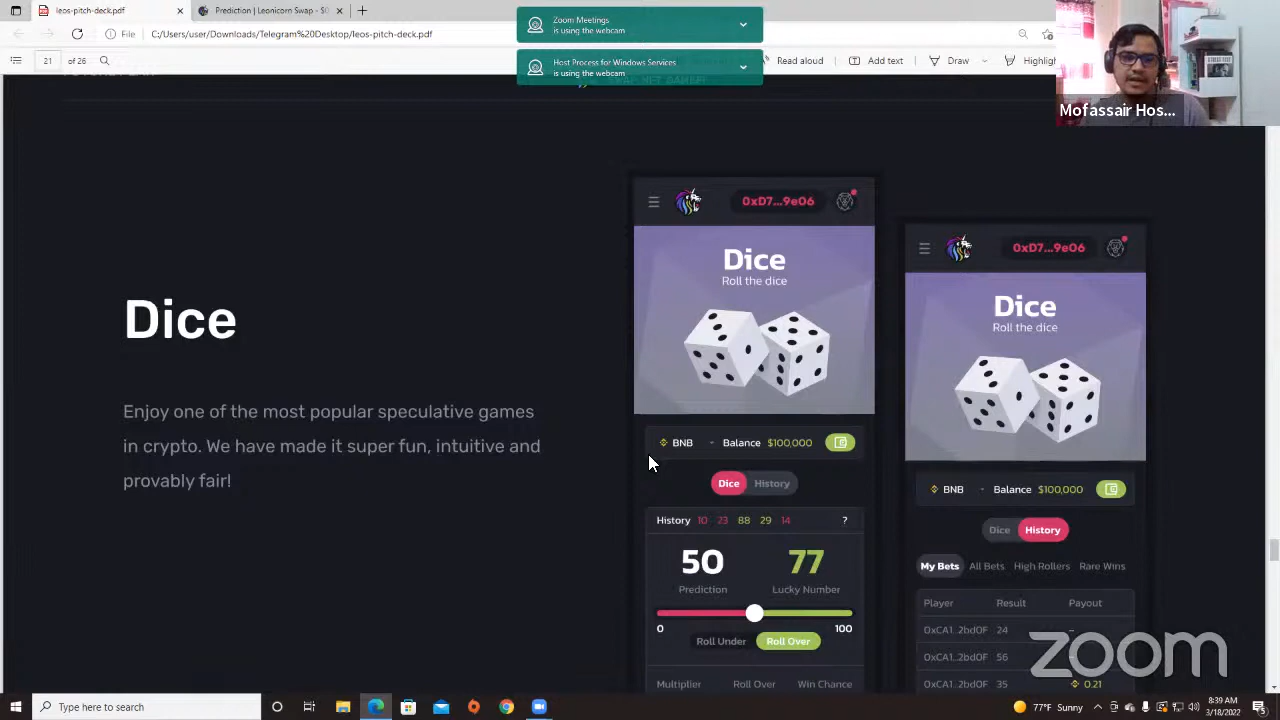 leos-pitch-deck.pdf
Prediction | Leonicorn Swap - $0
File
C:/Users/user/Downloads/Telegram%20Desktop/leos-pitch-deck.pdf
21
of 26
Zoom Meetings
is using the webcam
Host Process for Windows Services
is using the webcam
Read aloud
Add text
Draw
Highlight
Mofassair Hos...
Dice
Enjoy one of the most popular speculative games
in crypto. We have made it super fun, intuitive and
provably fair!
0xD7...9e06
Dice
Roll the dice
BNB
Balance $100,000
Dice
History
History 10 23 88 29 14 ?
50 77
Prediction Lucky Number
0 100
Roll Under Roll Over
Multiplier Roll Over Win Chance
0xD7...9e06
Dice
Roll the dice
BNB
Balance $100,000
Dice
History
My Bets All Bets High Rollers Rare Wins
Player Result Payout
0xCA1..2bd0F 24 -
0xCA1..2bd0F 56 -
0xCA1..2bd0F 35 0.21
zoom
Type here to search
77°F Sunny
8:39 AM
3/18/2022